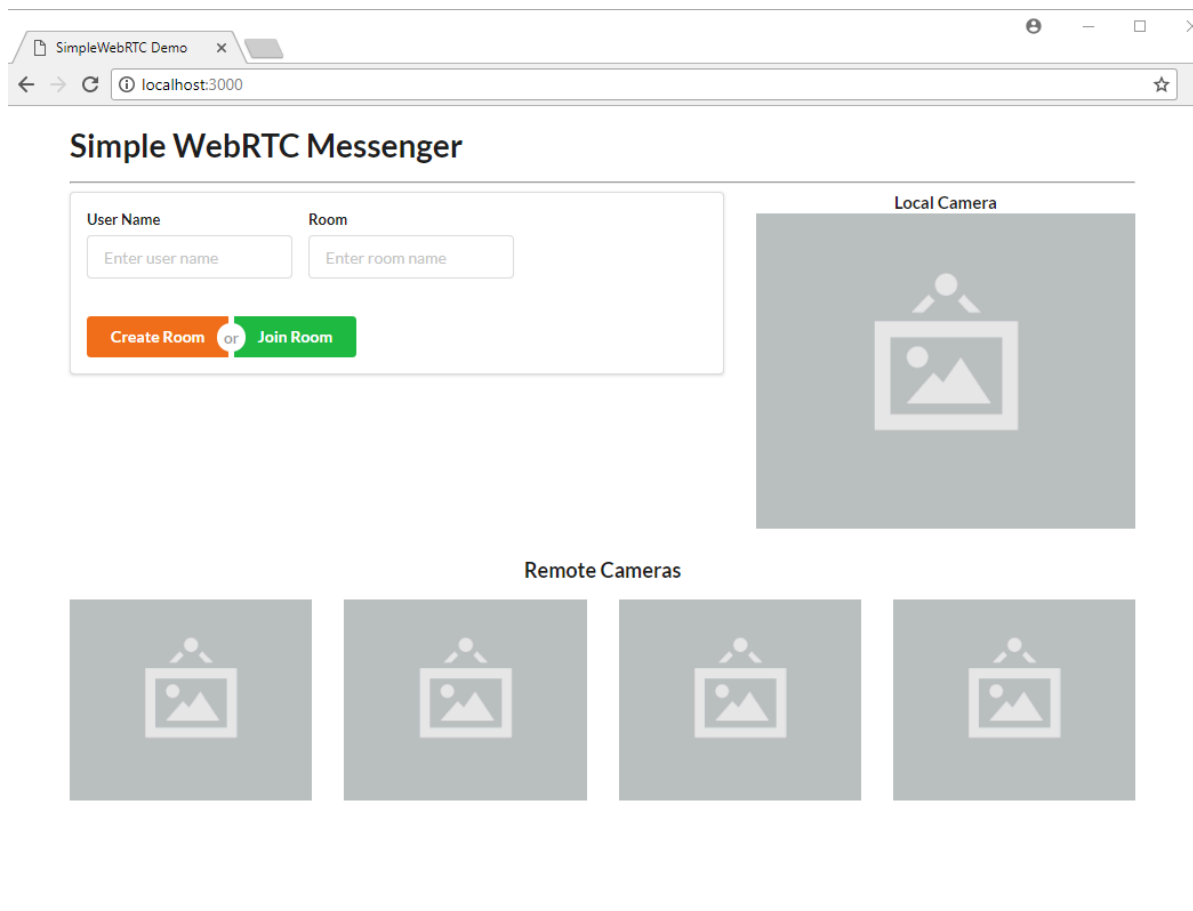 SimpleWebRTC Demo
localhost:3000
Simple WebRTC Messenger
User Name
Room
Enter user name
Enter room name
Create Room or Join Room
Local Camera
Remote Cameras